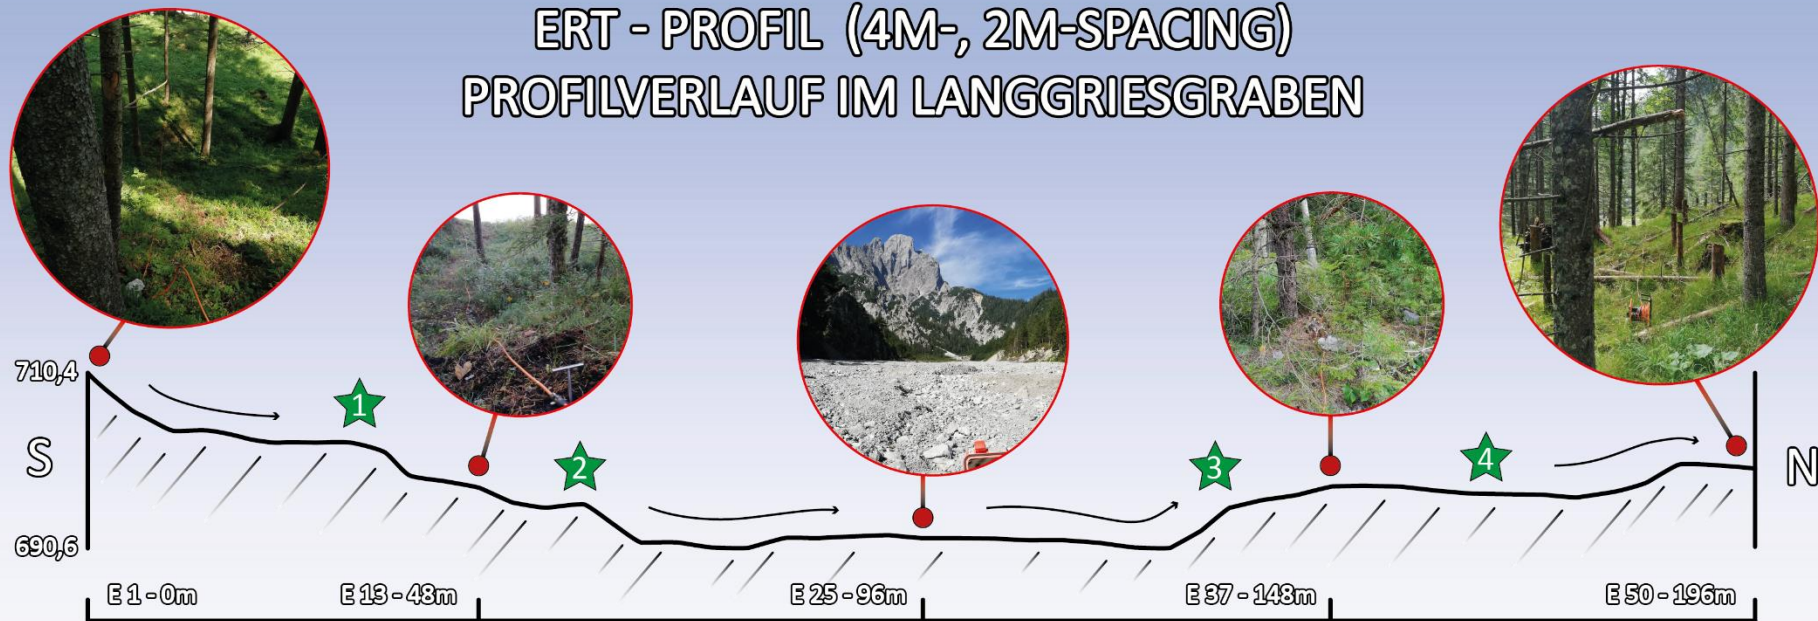 ERT - PROFIL (4M-, 2M-SPACING)
PROFILVERLAUF IM LANGGRIESGRABEN
710,4
1
S
2
3
4
N
690,6
E 1 - 0m
E 13 - 48m
E 25 - 96m
E 37 - 148m
E 50 - 196m